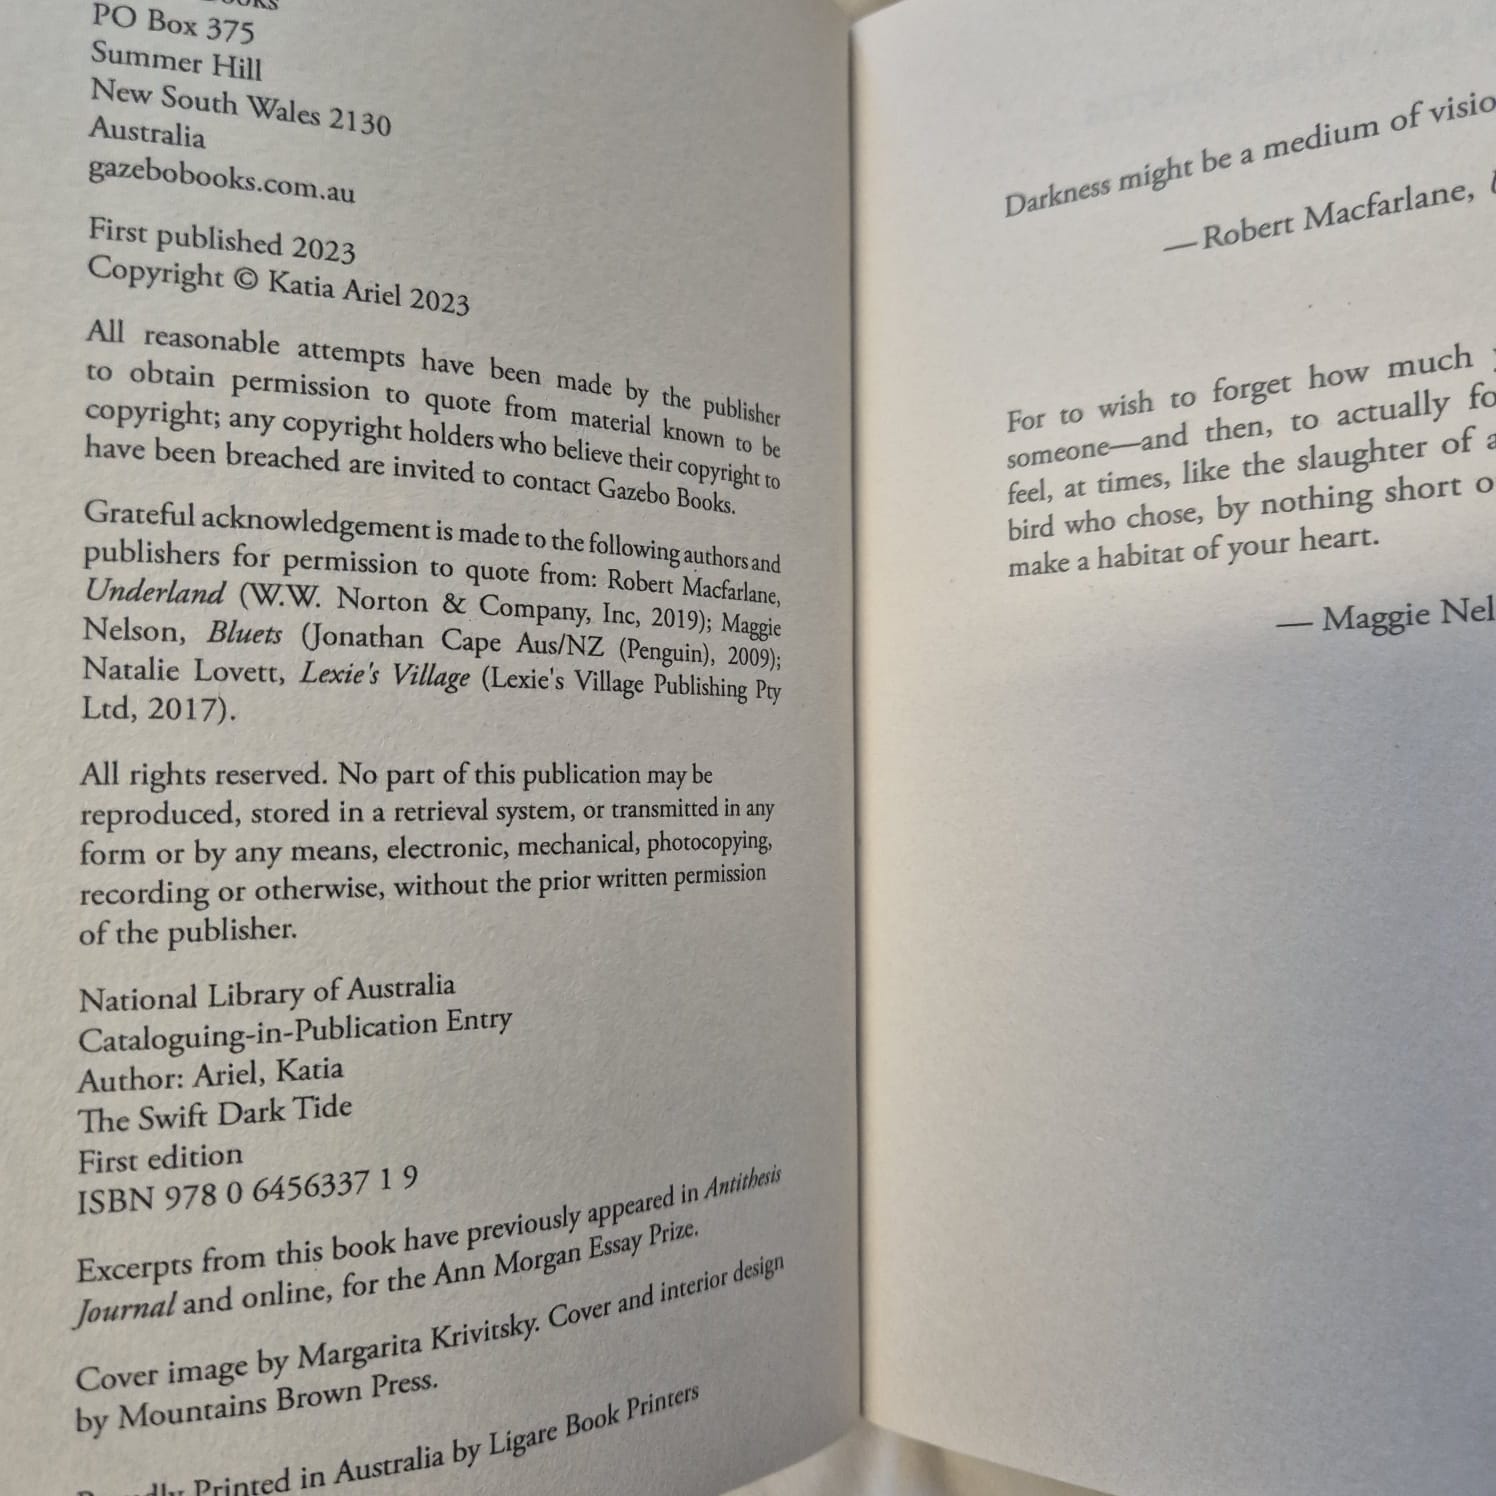 PO Box 375
Summer Hill
New South Wales 2130
Australia
gazebobooks.com.au
First published 2023
Copyright © Katia Ariel 2023
All reasonable attempts have been made by the publisher
to obtain permission to quote from material known to be
copyright; any copyright holders who believe their copyright to
have been breached are invited to contact Gazebo Books.
Grateful acknowledgement is made to the following authors and
publishers for permission to quote from: Robert Macfarlane,
Underland (W.W. Norton & Company, Inc, 2019); Maggie
Nelson, Bluets (Jonathan Cape Aus/NZ (Penguin), 2009);
Natalie Lovett, Lexie's Village (Lexie's Village Publishing Pty
Ltd, 2017).
All rights reserved. No part of this publication may be
reproduced, stored in a retrieval system, or transmitted in any
form or by any means, electronic, mechanical, photocopying,
recording or otherwise, without the prior written permission
of the publisher.
National Library of Australia
Cataloguing-in-Publication Entry
Author: Ariel, Katia
The Swift Dark Tide
First edition
ISBN 978 0 6456337 1 9
Excerpts from this book have previously appeared in Antithesis
Journal and online, for the Ann Morgan Essay Prize.
Cover image by Margarita Krivitsky. Cover and interior design
by Mountains Brown Press.
Printed in Australia by Ligare Book Printers
Darkness might be a medium of visio
—Robert Macfarlane,
For to wish to forget how much
someone—and then, to actually fo
feel, at times, like the slaughter of a
bird who chose, by nothing short o
make a habitat of your heart.
— Maggie Nel